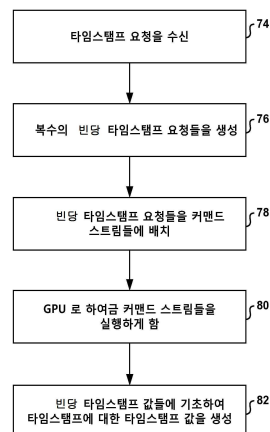 타임스탬프 요청을 수신
74
복수의 빈당 타임스탬프 요청들을 생성
76
빈당 타임스탬프 요청들을 커맨드
스트림들에 배치
78
GPU 로 하여금 커맨드 스트림들을
실행하게 함
80
빈당 타임스탬프 값들에 기초하여
타임스탬프에 대한 타임스탬프 값을 생성
82